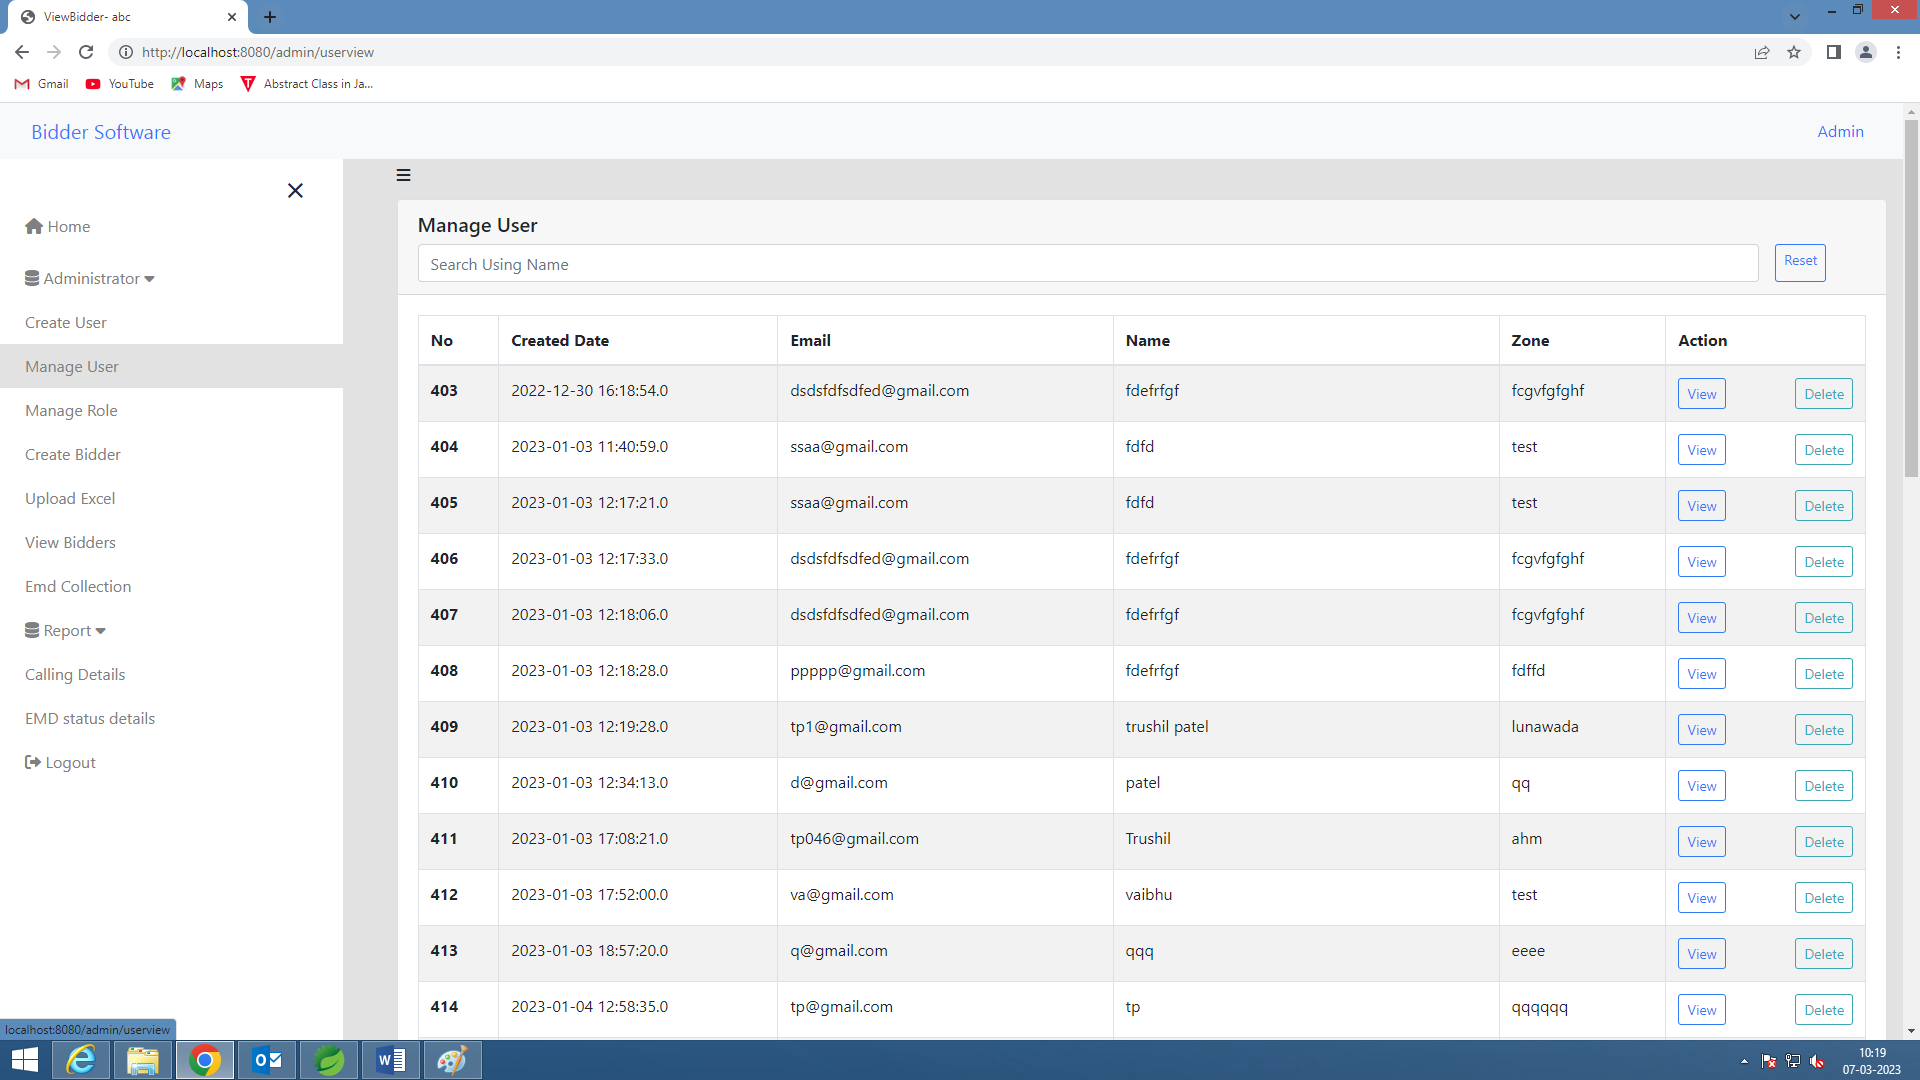 ViewBidder- abc
http://localhost:8080/admin/userview
Gmail YouTube Maps Abstract Class in Ja...
Bidder Software Admin
Home
Administrator
Create User
Manage User
Manage Role
Create Bidder
Upload Excel
View Bidders
Emd Collection
Report
Calling Details
EMD status details
Logout
Manage User
Search Using Name Reset
No Created Date Email Name Zone Action
403 2022-12-30 16:18:54.0 dsdsfdfsdfed@gmail.com fdefrfgf fcgvfgfghf View Delete
404 2023-01-03 11:40:59.0 ssaa@gmail.com fdfd test View Delete
405 2023-01-03 12:17:21.0 ssaa@gmail.com fdfd test View Delete
406 2023-01-03 12:17:33.0 dsdsfdfsdfed@gmail.com fdefrfgf fcgvfgfghf View Delete
407 2023-01-03 12:18:06.0 dsdsfdfsdfed@gmail.com fdefrfgf fcgvfgfghf View Delete
408 2023-01-03 12:18:28.0 ppppp@gmail.com fdefrfgf fdffd View Delete
409 2023-01-03 12:19:28.0 tp1@gmail.com trushil patel lunawada View Delete
410 2023-01-03 12:34:13.0 d@gmail.com patel qq View Delete
411 2023-01-03 17:08:21.0 tp046@gmail.com Trushil ahm View Delete
412 2023-01-03 17:52:00.0 va@gmail.com vaibhu test View Delete
413 2023-01-03 18:57:20.0 q@gmail.com qqq eeee View Delete
414 2023-01-04 12:58:35.0 tp@gmail.com tp qqqqqq View Delete
localhost:8080/admin/userview
10:19
07-03-2023